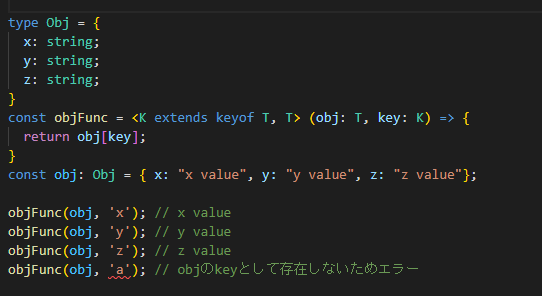 type Obj = {
  x: string;
  y: string;
  z: string;
}
const objFunc = <K extends keyof T, T> (obj: T, key: K) => {
  return obj[key];
}
const obj: Obj = { x: "x value", y: "y value", z: "z value"};
objFunc(obj, 'x'); // x value
objFunc(obj, 'y'); // y value
objFunc(obj, 'z'); // z value
objFunc(obj, 'a'); // objのkeyとして存在しないためエラー